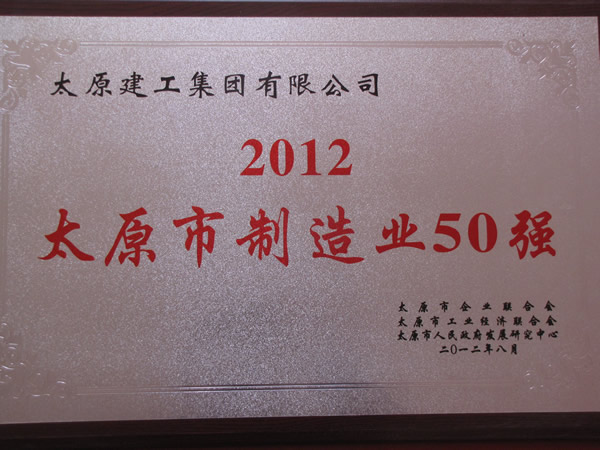 太原建工集团有限公司
2012
太原市制造业50强
太原市企业联合会
太原市工业经济联合会
太原市人民政府发展研究中心
二〇一二年八月